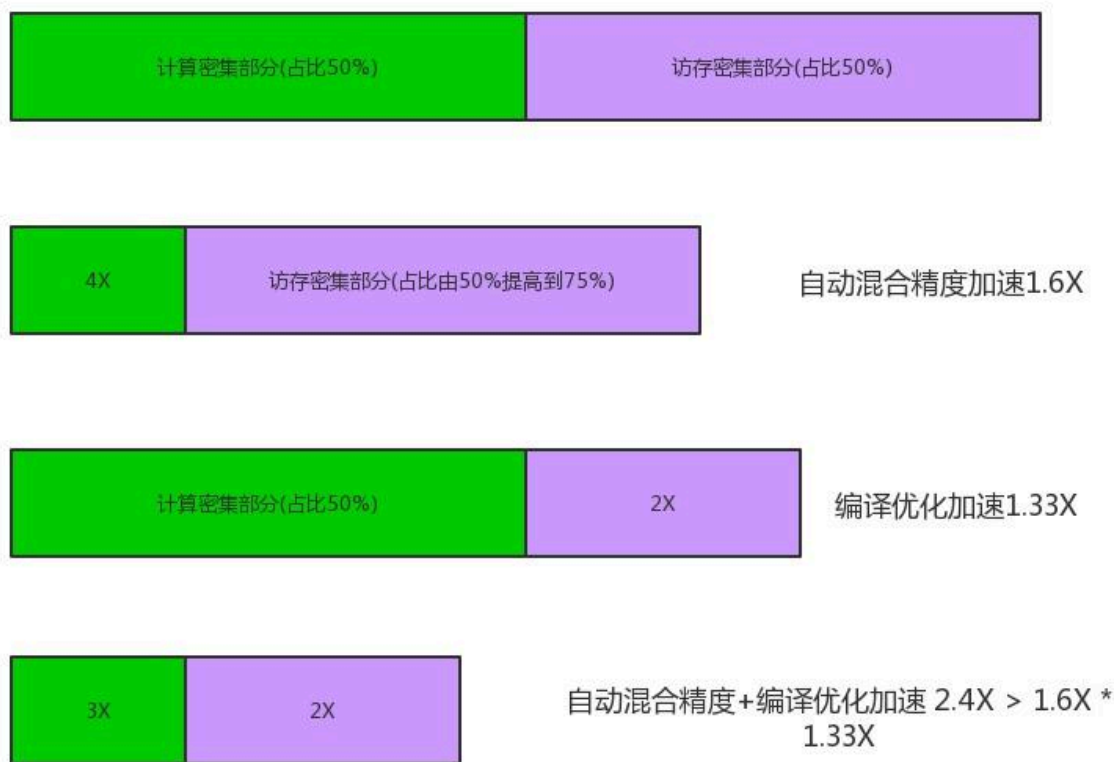 计算密集部分(占比50%)
访存密集部分(占比50%)
4X
访存密集部分(占比由50%提高到75%)
自动混合精度加速1.6X
计算密集部分(占比50%)
2X
编译优化加速1.33X
3X
2X
自动混合精度+编译优化加速 2.4X > 1.6X *
1.33X